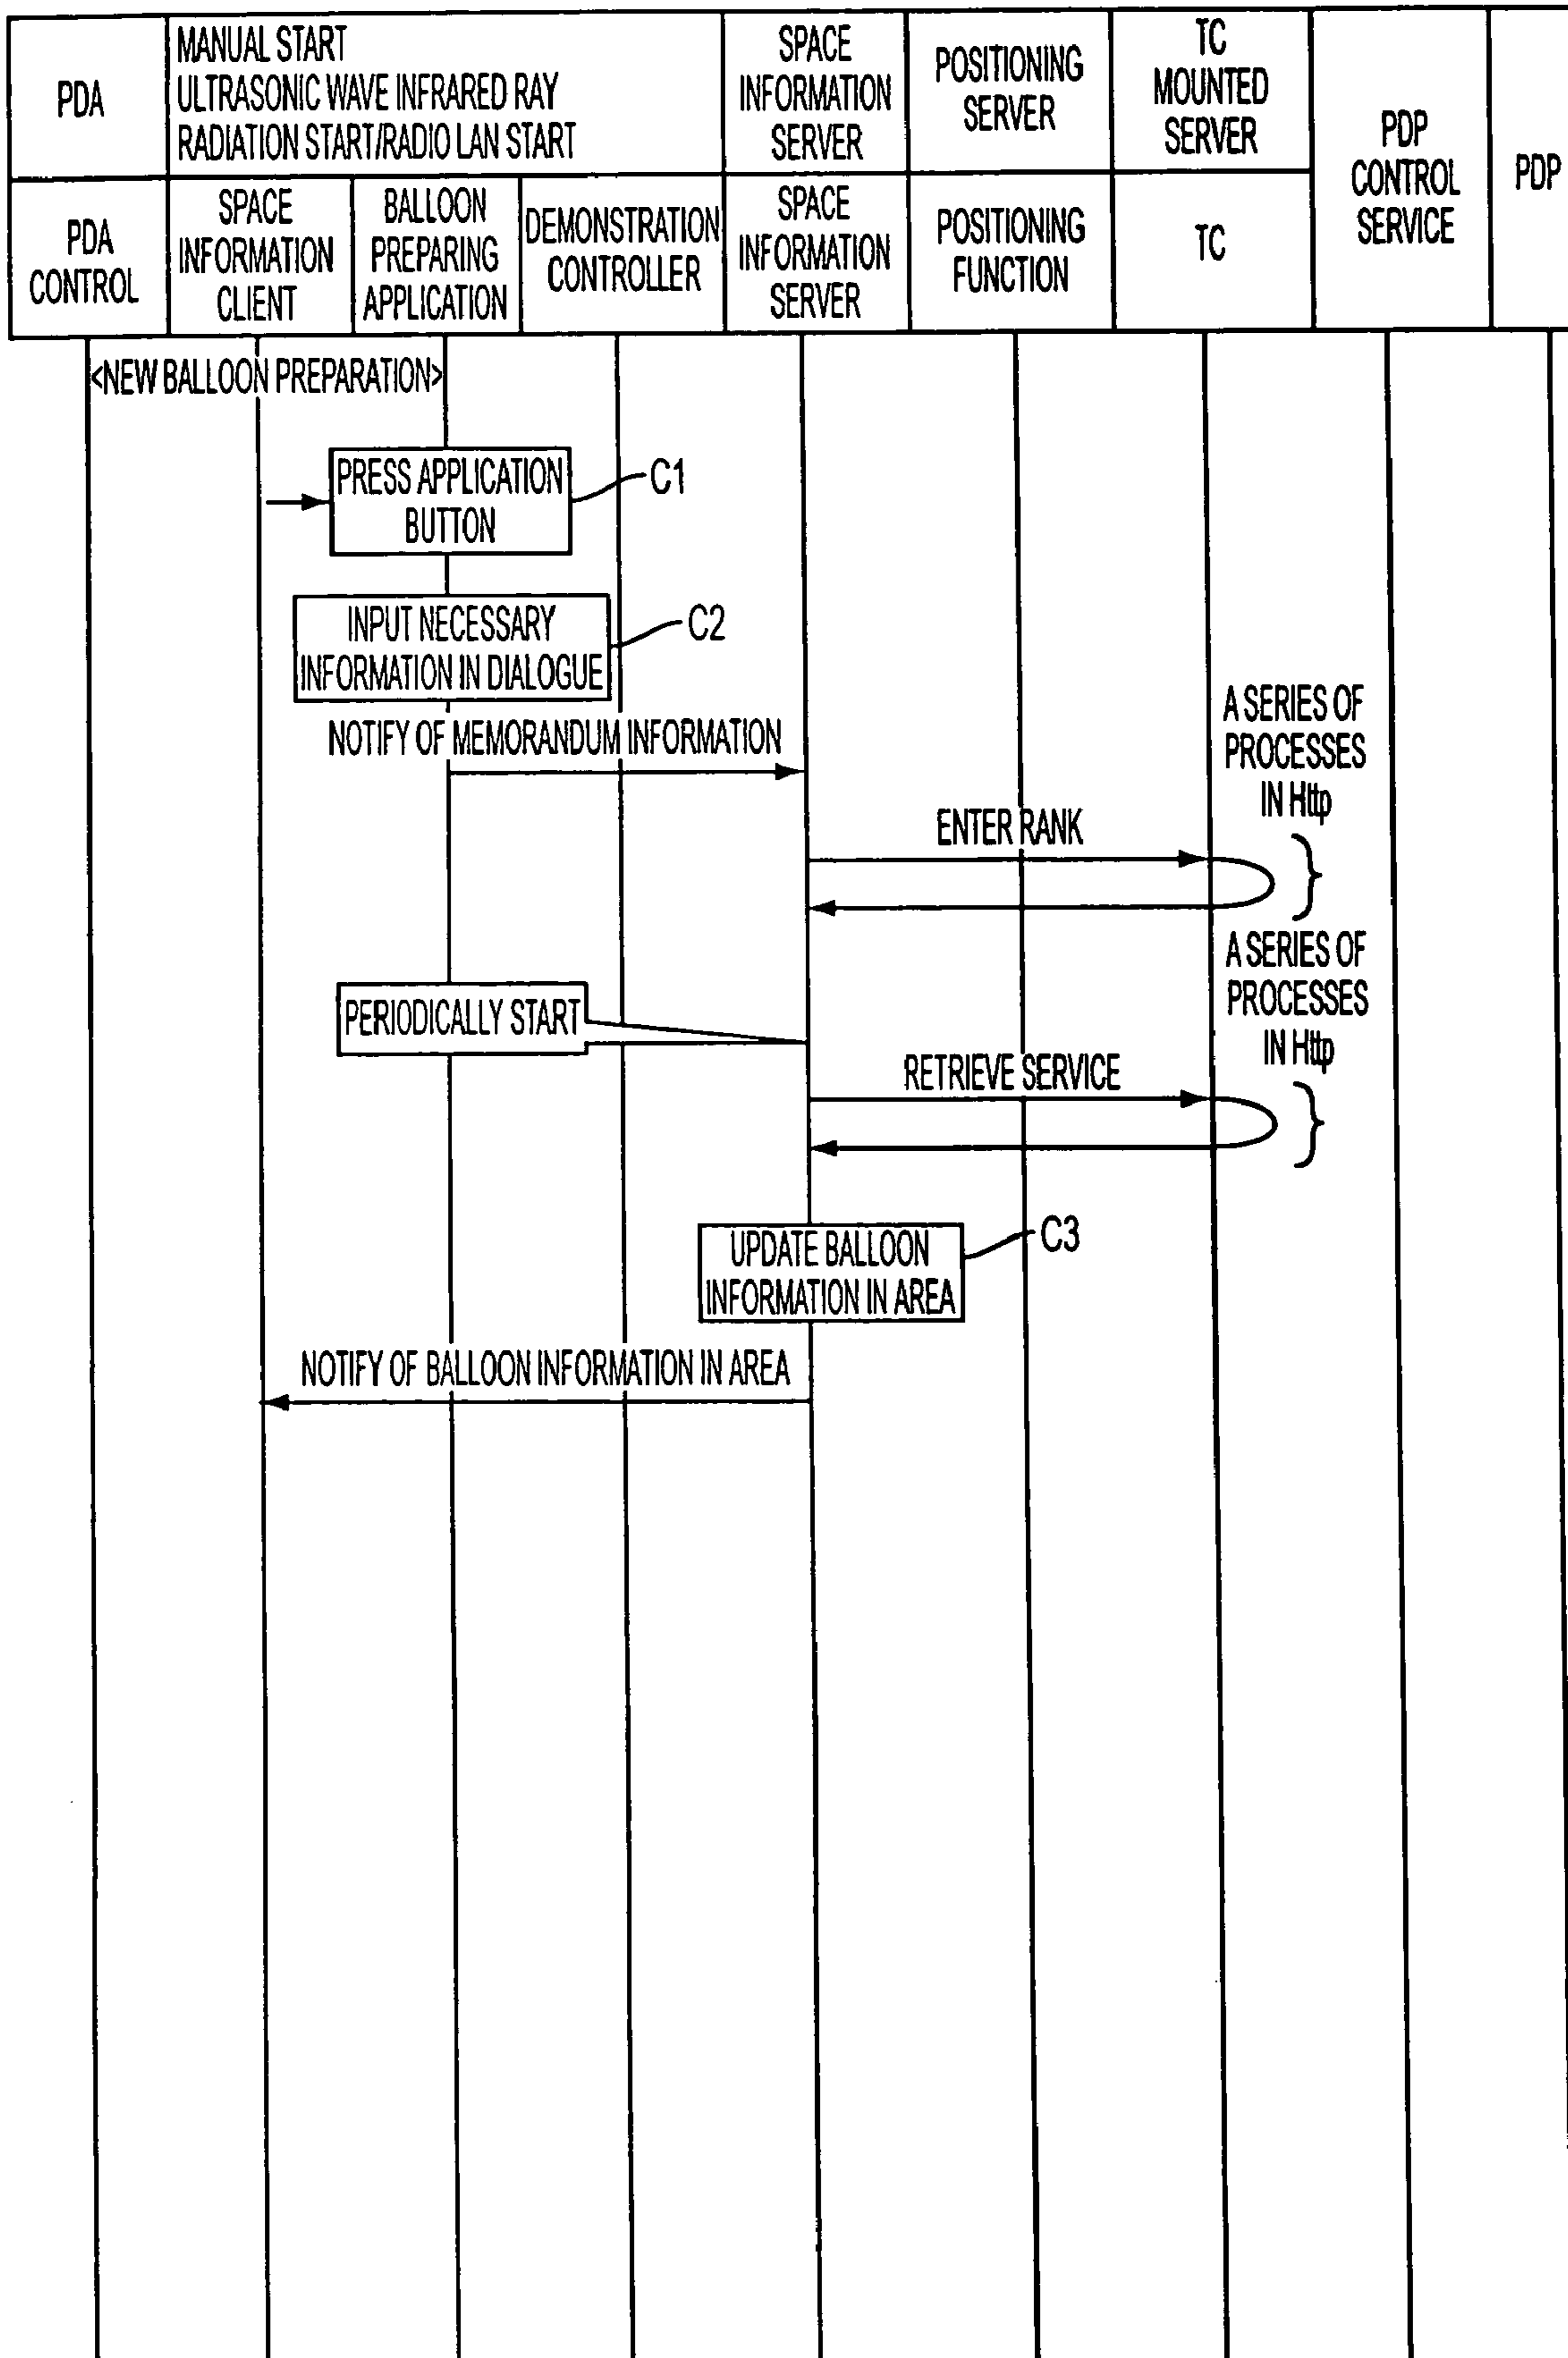 PDA
MANUAL START
ULTRASONIC WAVE INFRARED RAY
RADIATION START/RADIO LAN START
SPACE
INFORMATION
SERVER
POSITIONING
SERVER
TC
MOUNTED
SERVER
PDP
CONTROL
SERVICE
PDP
PDA
CONTROL
SPACE
INFORMATION
CLIENT
BALLOON
PREPARING
APPLICATION
DEMONSTRATION
CONTROLLER
SPACE
INFORMATION
SERVER
POSITIONING
FUNCTION
TC
<NEW BALLOON PREPARATION>
PRESS APPLICATION
BUTTON
C1
INPUT NECESSARY
INFORMATION IN DIALOGUE
C2
NOTIFY OF MEMORANDUM INFORMATION
A SERIES OF
PROCESSES
IN Http
ENTER RANK
A SERIES OF
PROCESSES
IN Http
PERIODICALLY START
RETRIEVE SERVICE
UPDATE BALLOON
INFORMATION IN AREA
C3
NOTIFY OF BALLOON INFORMATION IN AREA